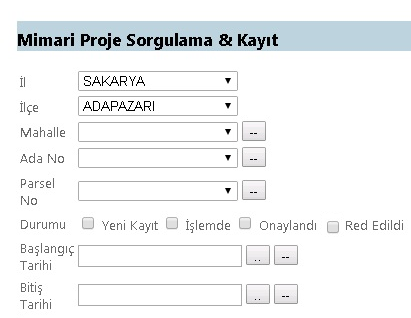 Mimari Proje Sorgulama & Kayıt
İl SAKARYA
İlçe ADAPAZARI
Mahalle --
Ada No --
Parsel
No --
Durumu Yeni Kayıt İşlemde Onaylandı Red Edildi
Başlangıç
Tarihi .. --
Bitiş
Tarihi .. --